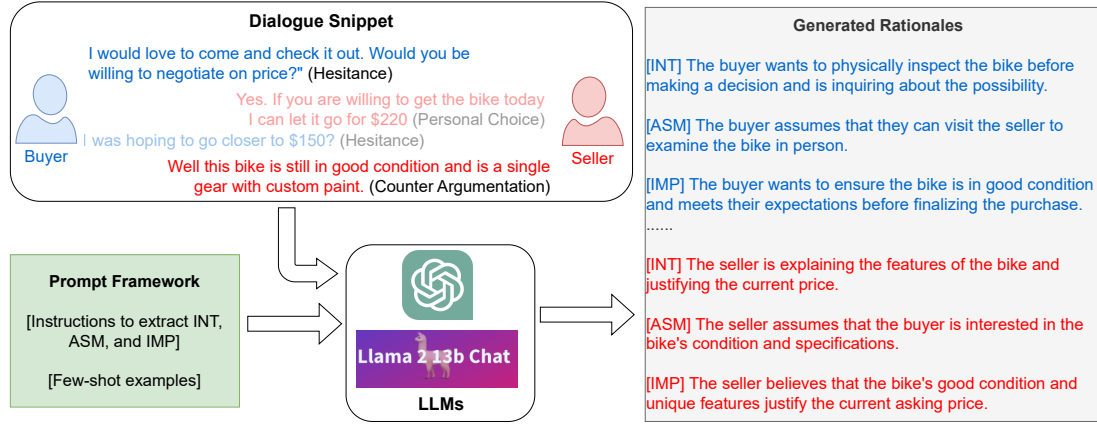 Dialogue Snippet
I would love to come and check it out. Would you be
willing to negotiate on price?" (Hesitance)
Yes. If you are willing to get the bike today
I can let it go for $220 (Personal Choice)
I was hoping to go closer to $150? (Hesitance)
Well this bike is still in good condition and is a single
gear with custom paint. (Counter Argumentation)
Buyer
Seller
Prompt Framework
[Instructions to extract INT,
ASM, and IMP]
[Few-shot examples]
Llama 2 13b Chat
LLMs
Generated Rationales
[INT] The buyer wants to physically inspect the bike before
making a decision and is inquiring about the possibility.
[ASM] The buyer assumes that they can visit the seller to
examine the bike in person.
[IMP] The buyer wants to ensure the bike is in good condition
and meets their expectations before finalizing the purchase.
......
[INT] The seller is explaining the features of the bike and
justifying the current price.
[ASM] The seller assumes that the buyer is interested in the
bike's condition and specifications.
[IMP] The seller believes that the bike's good condition and
unique features justify the current asking price.